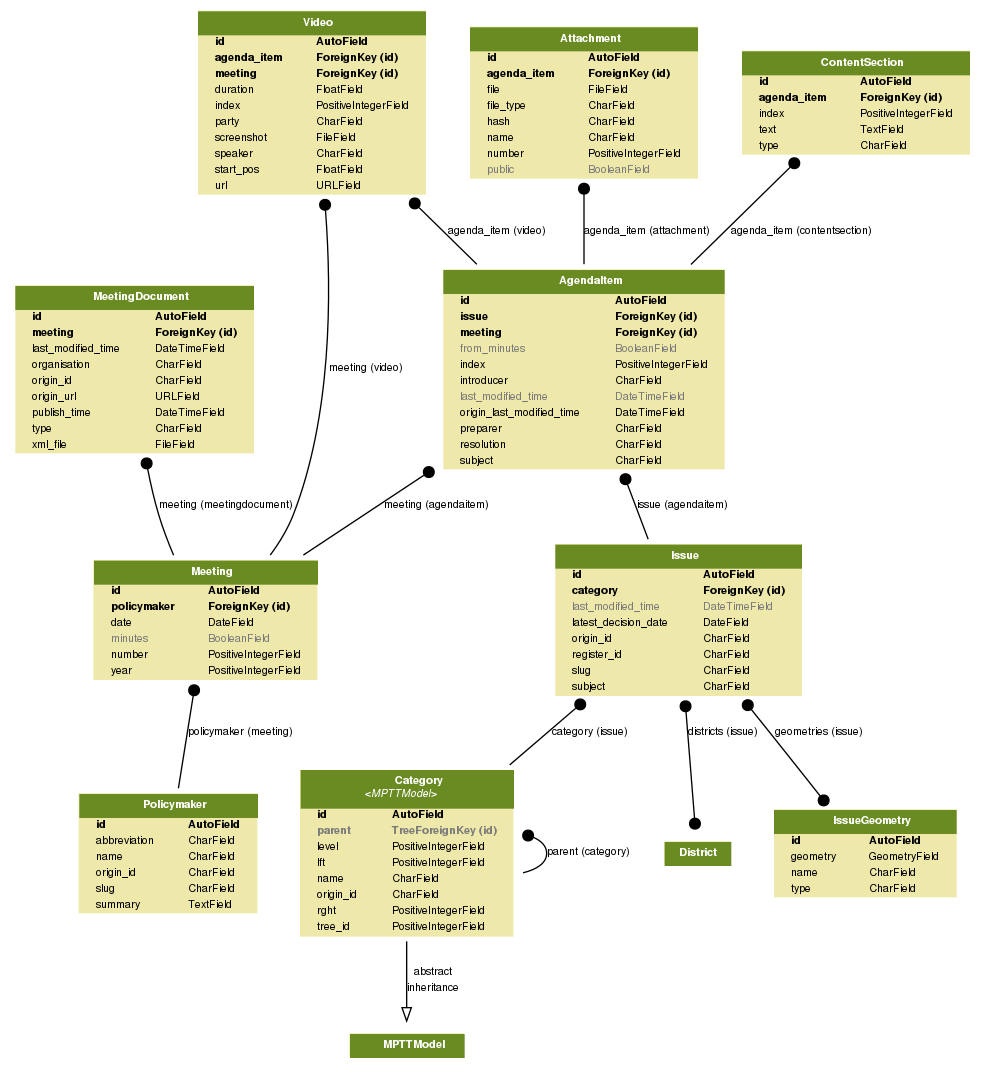 Video
id AutoField
agenda_item ForeignKey (id)
meeting ForeignKey (id)
duration FloatField
index PositiveIntegerField
party CharField
screenshot FileField
speaker CharField
start_pos FloatField
url URLField
Attachment
id AutoField
agenda_item ForeignKey (id)
file FileField
file_type CharField
hash CharField
name CharField
number PositiveIntegerField
public BooleanField
ContentSection
id AutoField
agenda_item ForeignKey (id)
index PositiveIntegerField
text TextField
type CharField
agenda_item (video)
agenda_item (attachment)
agenda_item (contentsection)
MeetingDocument
id AutoField
meeting ForeignKey (id)
last_modified_time DateTimeField
organisation CharField
origin_id CharField
origin_url URLField
publish_time DateTimeField
type CharField
xml_file FileField
meeting (video)
AgendaItem
id AutoField
issue ForeignKey (id)
meeting ForeignKey (id)
from_minutes BooleanField
index PositiveIntegerField
introducer CharField
last_modified_time DateTimeField
origin_last_modified_time DateTimeField
preparer CharField
resolution CharField
subject CharField
meeting (meetingdocument)
meeting (agendaitem)
issue (agendaitem)
Meeting
id AutoField
policymaker ForeignKey (id)
date DateField
minutes BooleanField
number PositiveIntegerField
year PositiveIntegerField
Issue
id AutoField
category ForeignKey (id)
last_modified_time DateTimeField
latest_decision_date DateField
origin_id CharField
register_id CharField
slug CharField
subject CharField
policymaker (meeting)
category (issue)
districts (issue)
geometries (issue)
Policymaker
id AutoField
abbreviation CharField
name CharField
origin_id CharField
slug CharField
summary TextField
Category
<MPTTModel>
id AutoField
parent TreeForeignKey (id)
level PositiveIntegerField
lft PositiveIntegerField
name CharField
origin_id CharField
rght PositiveIntegerField
tree_id PositiveIntegerField
parent (category)
District
IssueGeometry
id AutoField
geometry GeometryField
name CharField
type CharField
abstract
inheritance
MPTTModel